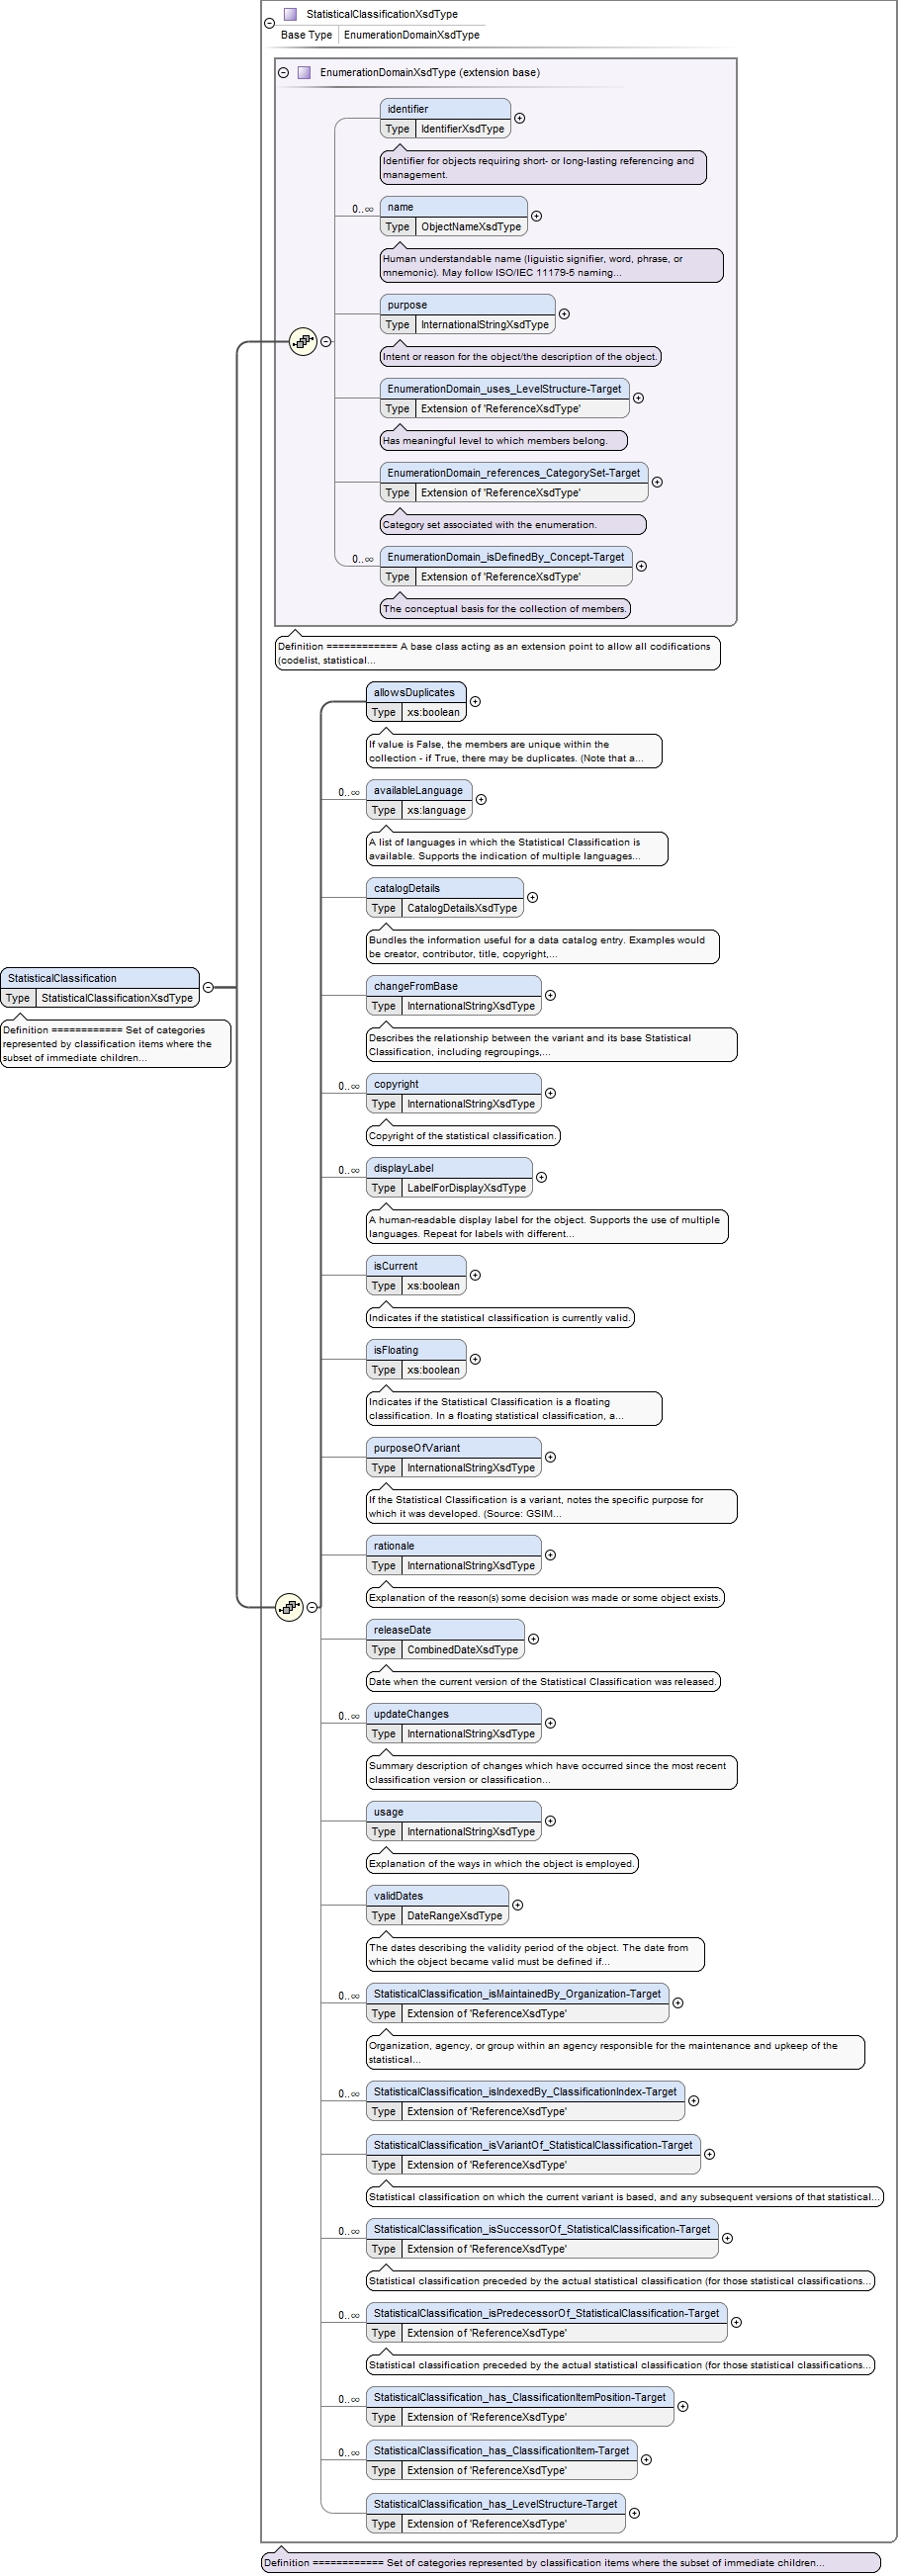 StatisticalClassificationXsdType
Base Type EnumerationDomainXsdType
EnumerationDomainXsdType (extension base)
identifier
Type IdentifierXsdType
Identifier for objects requiring short- or long-lasting referencing and
management.
0..∞
name
Type ObjectNameXsdType
Human understandable name (liguistic signifier, word, phrase, or
mnemonic). May follow ISO/IEC 11179-5 naming...
purpose
Type InternationalStringXsdType
Intent or reason for the object/the description of the object.
EnumerationDomain_uses_LevelStructure-Target
Type Extension of 'ReferenceXsdType'
Has meaningful level to which members belong.
EnumerationDomain_references_CategorySet-Target
Type Extension of 'ReferenceXsdType'
Category set associated with the enumeration.
0..∞
EnumerationDomain_isDefinedBy_Concept-Target
Type Extension of 'ReferenceXsdType'
The conceptual basis for the collection of members.
Definition ============ A base class acting as an extension point to allow all codifications
(codelist, statistical...
allowsDuplicates
Type xs:boolean
If value is False, the members are unique within the
collection - if True, there may be duplicates. (Note that a...
0..∞
availableLanguage
Type xs:language
A list of languages in which the Statistical Classification is
available. Supports the indication of multiple languages...
catalogDetails
Type CatalogDetailsXsdType
Bundles the information useful for a data catalog entry. Examples would
be creator, contributor, title, copyright,...
StatisticalClassification
Type StatisticalClassificationXsdType
Definition ============ Set of categories
represented by classification items where the
subset of immediate children...
changeFromBase
Type InternationalStringXsdType
Describes the relationship between the variant and its base Statistical
Classification, including regroupings,...
0..∞
copyright
Type InternationalStringXsdType
Copyright of the statistical classification.
0..∞
displayLabel
Type LabelForDisplayXsdType
A human-readable display label for the object. Supports the use of multiple
languages. Repeat for labels with different...
isCurrent
Type xs:boolean
Indicates if the statistical classification is currently valid.
isFloating
Type xs:boolean
Indicates if the Statistical Classification is a floating
classification. In a floating statistical classification, a...
purposeOfVariant
Type InternationalStringXsdType
If the Statistical Classification is a variant, notes the specific purpose for
which it was developed. (Source: GSIM...
rationale
Type InternationalStringXsdType
Explanation of the reason(s) some decision was made or some object exists.
releaseDate
Type CombinedDateXsdType
Date when the current version of the Statistical Classification was released.
0..∞
updateChanges
Type InternationalStringXsdType
Summary description of changes which have occurred since the most recent
classification version or classification...
usage
Type InternationalStringXsdType
Explanation of the ways in which the object is employed.
validDates
Type DateRangeXsdType
The dates describing the validity period of the object. The date from
which the object became valid must be defined if...
0..∞
StatisticalClassification_isMaintainedBy_Organization-Target
Type Extension of 'ReferenceXsdType'
Organization, agency, or group within an agency responsible for the maintenance and upkeep of the
statistical...
0..∞
StatisticalClassification_isIndexedBy_ClassificationIndex-Target
Type Extension of 'ReferenceXsdType'
StatisticalClassification_isVariantOf_StatisticalClassification-Target
Type Extension of 'ReferenceXsdType'
Statistical classification on which the current variant is based, and any subsequent versions of that statistical...
0..∞
StatisticalClassification_isSuccessorOf_StatisticalClassification-Target
Type Extension of 'ReferenceXsdType'
Statistical classification preceded by the actual statistical classification (for those statistical classifications...
0..∞
StatisticalClassification_isPredecessorOf_StatisticalClassification-Target
Type Extension of 'ReferenceXsdType'
Statistical classification preceded by the actual statistical classification (for those statistical classifications...
0..∞
StatisticalClassification_has_ClassificationItemPosition-Target
Type Extension of 'ReferenceXsdType'
0..∞
StatisticalClassification_has_ClassificationItem-Target
Type Extension of 'ReferenceXsdType'
StatisticalClassification_has_LevelStructure-Target
Type Extension of 'ReferenceXsdType'
Definition ============ Set of categories represented by classification items where the subset of immediate children...